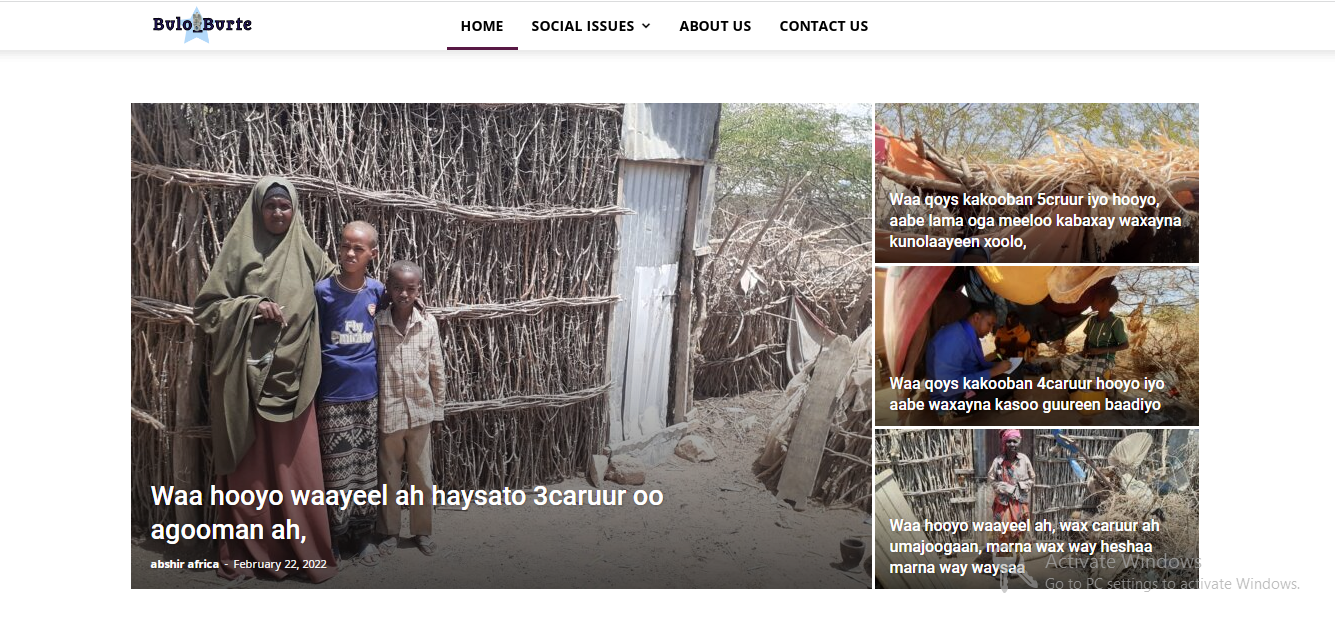 Bulo Burte
HOME
SOCIAL ISSUES
ABOUT US
CONTACT US
Waa hooyo waayeel ah haysato 3caruur oo
agooman ah,
abshir africa - February 22, 2022
Waa qoys kakooban 5cruur iyo hooyo,
aabe lama oga meeloo kabaxay waxayna
kunolaayeen xoolo,
Waa qoys kakooban 4caruur hooyo iyo
aabe waxayna kasoo guureen baadiyo
Waa hooyo waayeel ah, wax caruur ah
umajoogaan, marna wax way heshaa
marna way waysaa
Activate Windows
Go to PC settings to activate Windows.
Fly
Emirates